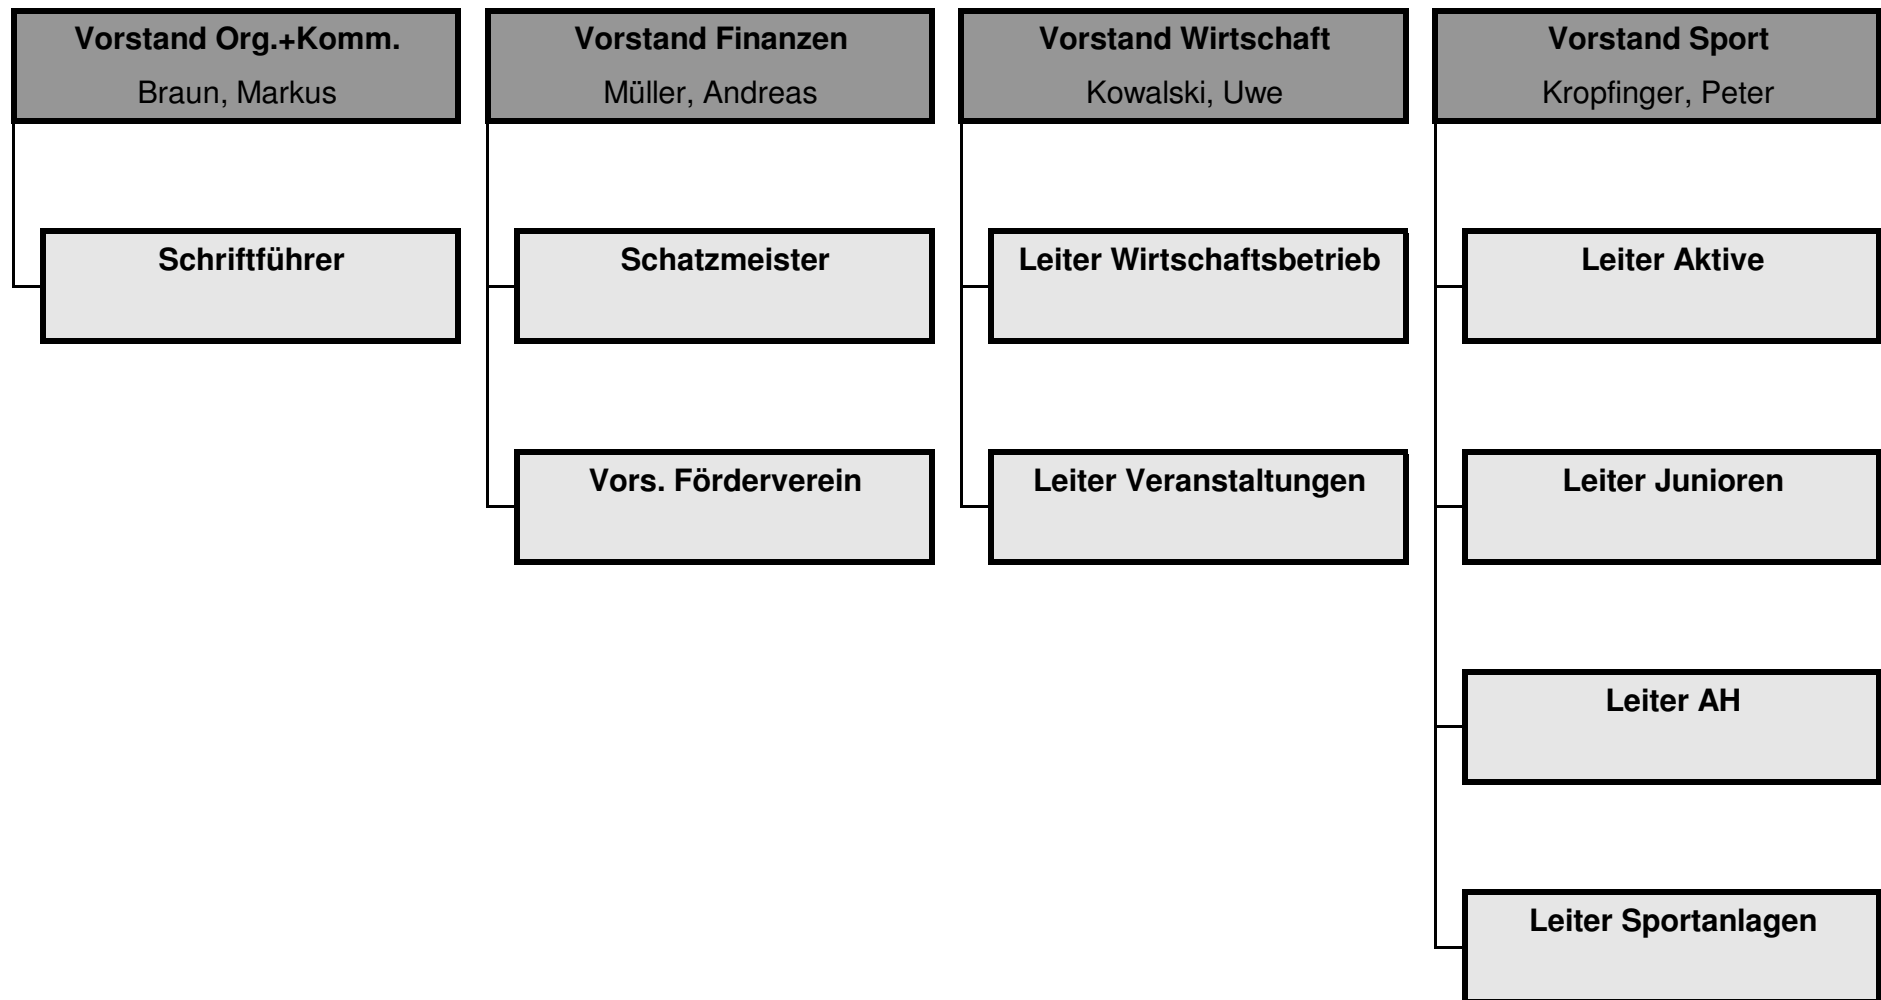 Vorstand Org.+Komm.
Braun, Markus
Schriftführer
Vorstand Finanzen
Müller, Andreas
Schatzmeister
Vors. Förderverein
Vorstand Wirtschaft
Kowalski, Uwe
Leiter Wirtschaftsbetrieb
Leiter Veranstaltungen
Vorstand Sport
Kropfinger, Peter
Leiter Aktive
Leiter Junioren
Leiter AH
Leiter Sportanlagen